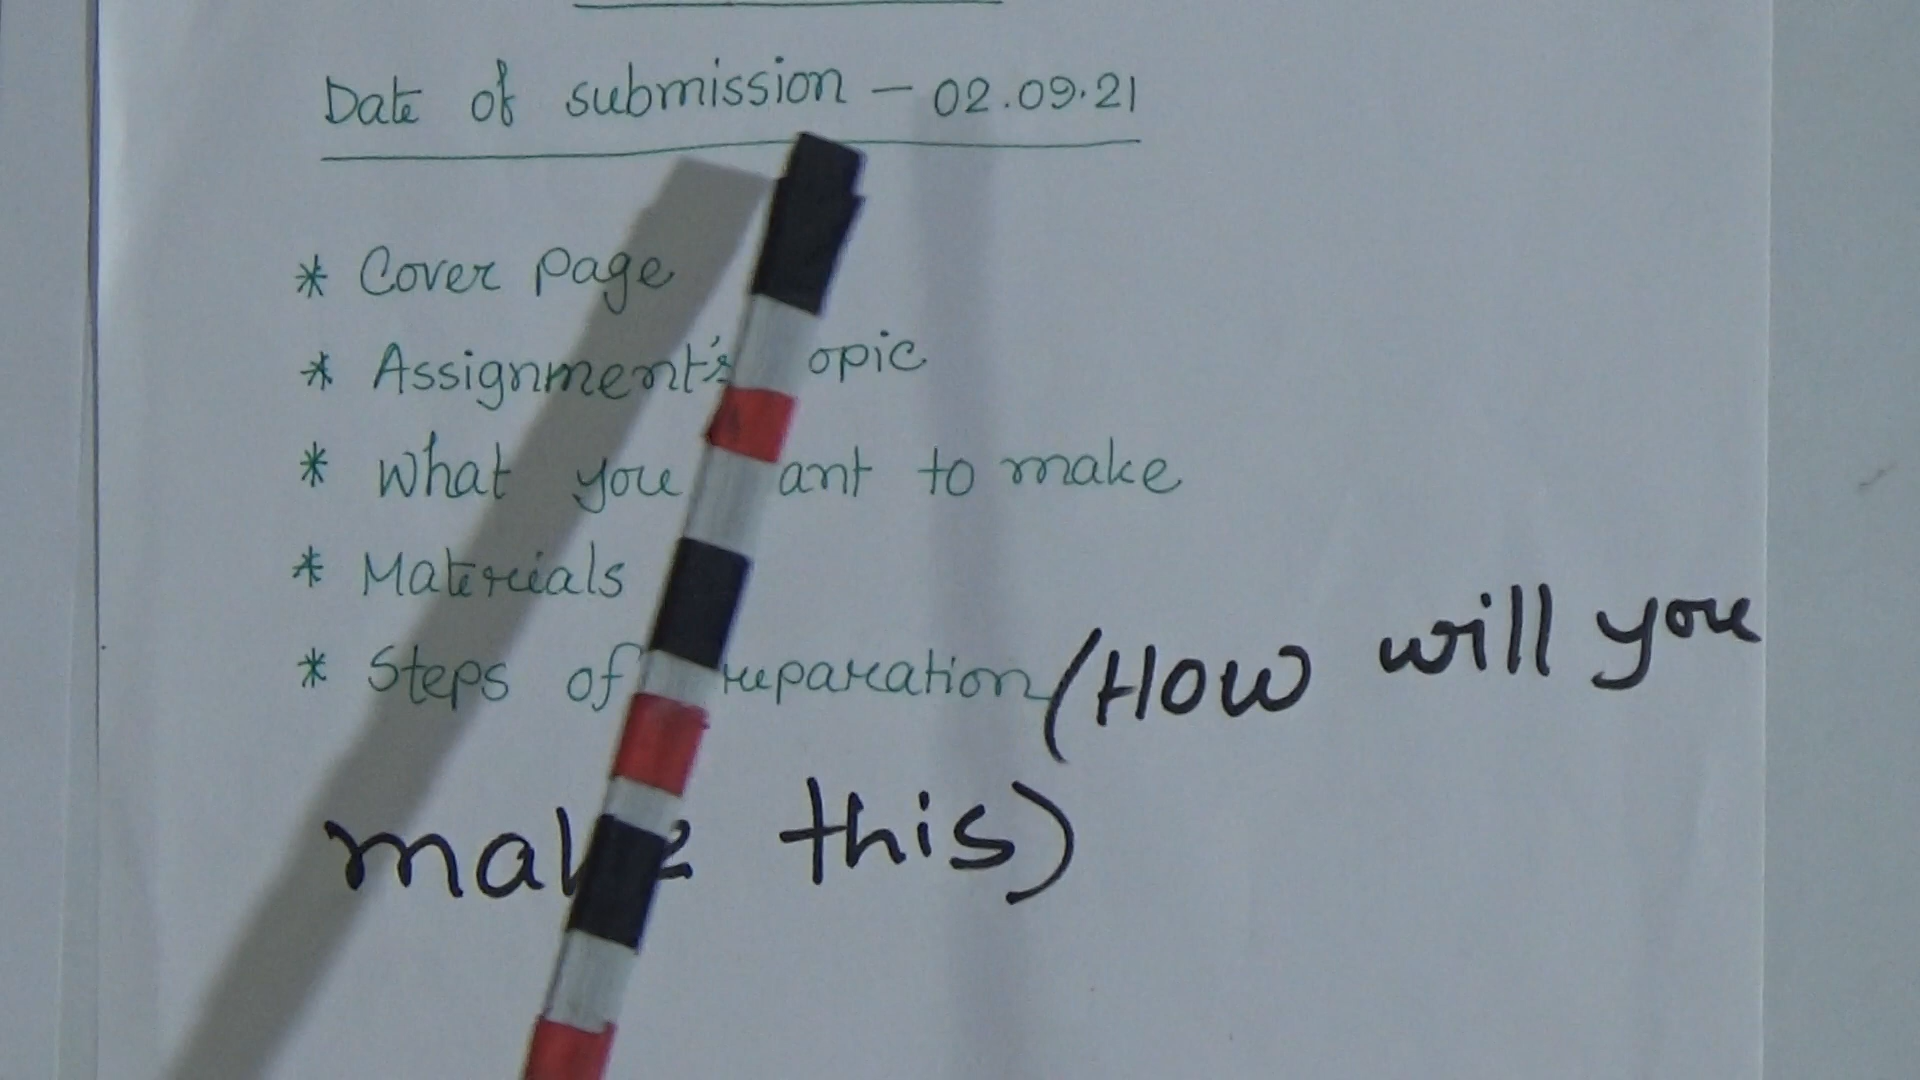 Date of submission - 02.09.21
* Cover page
* Assignment's opic
* What you ant to make
* Materials
* Steps of reparation (How will you
make this)